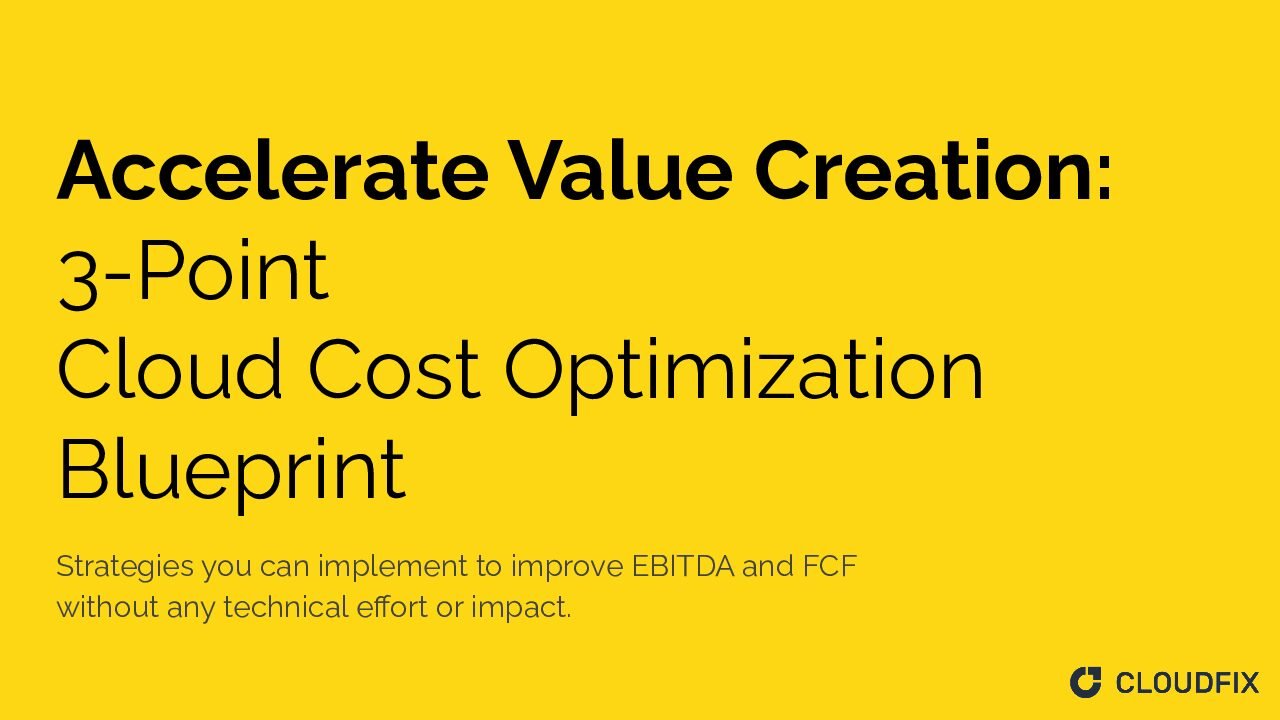 Accelerate Value Creation:
3-Point
Cloud Cost Optimization
Blueprint
Strategies you can implement to improve EBITDA and FCF
without any technical effort or impact.
CLOUDFIX